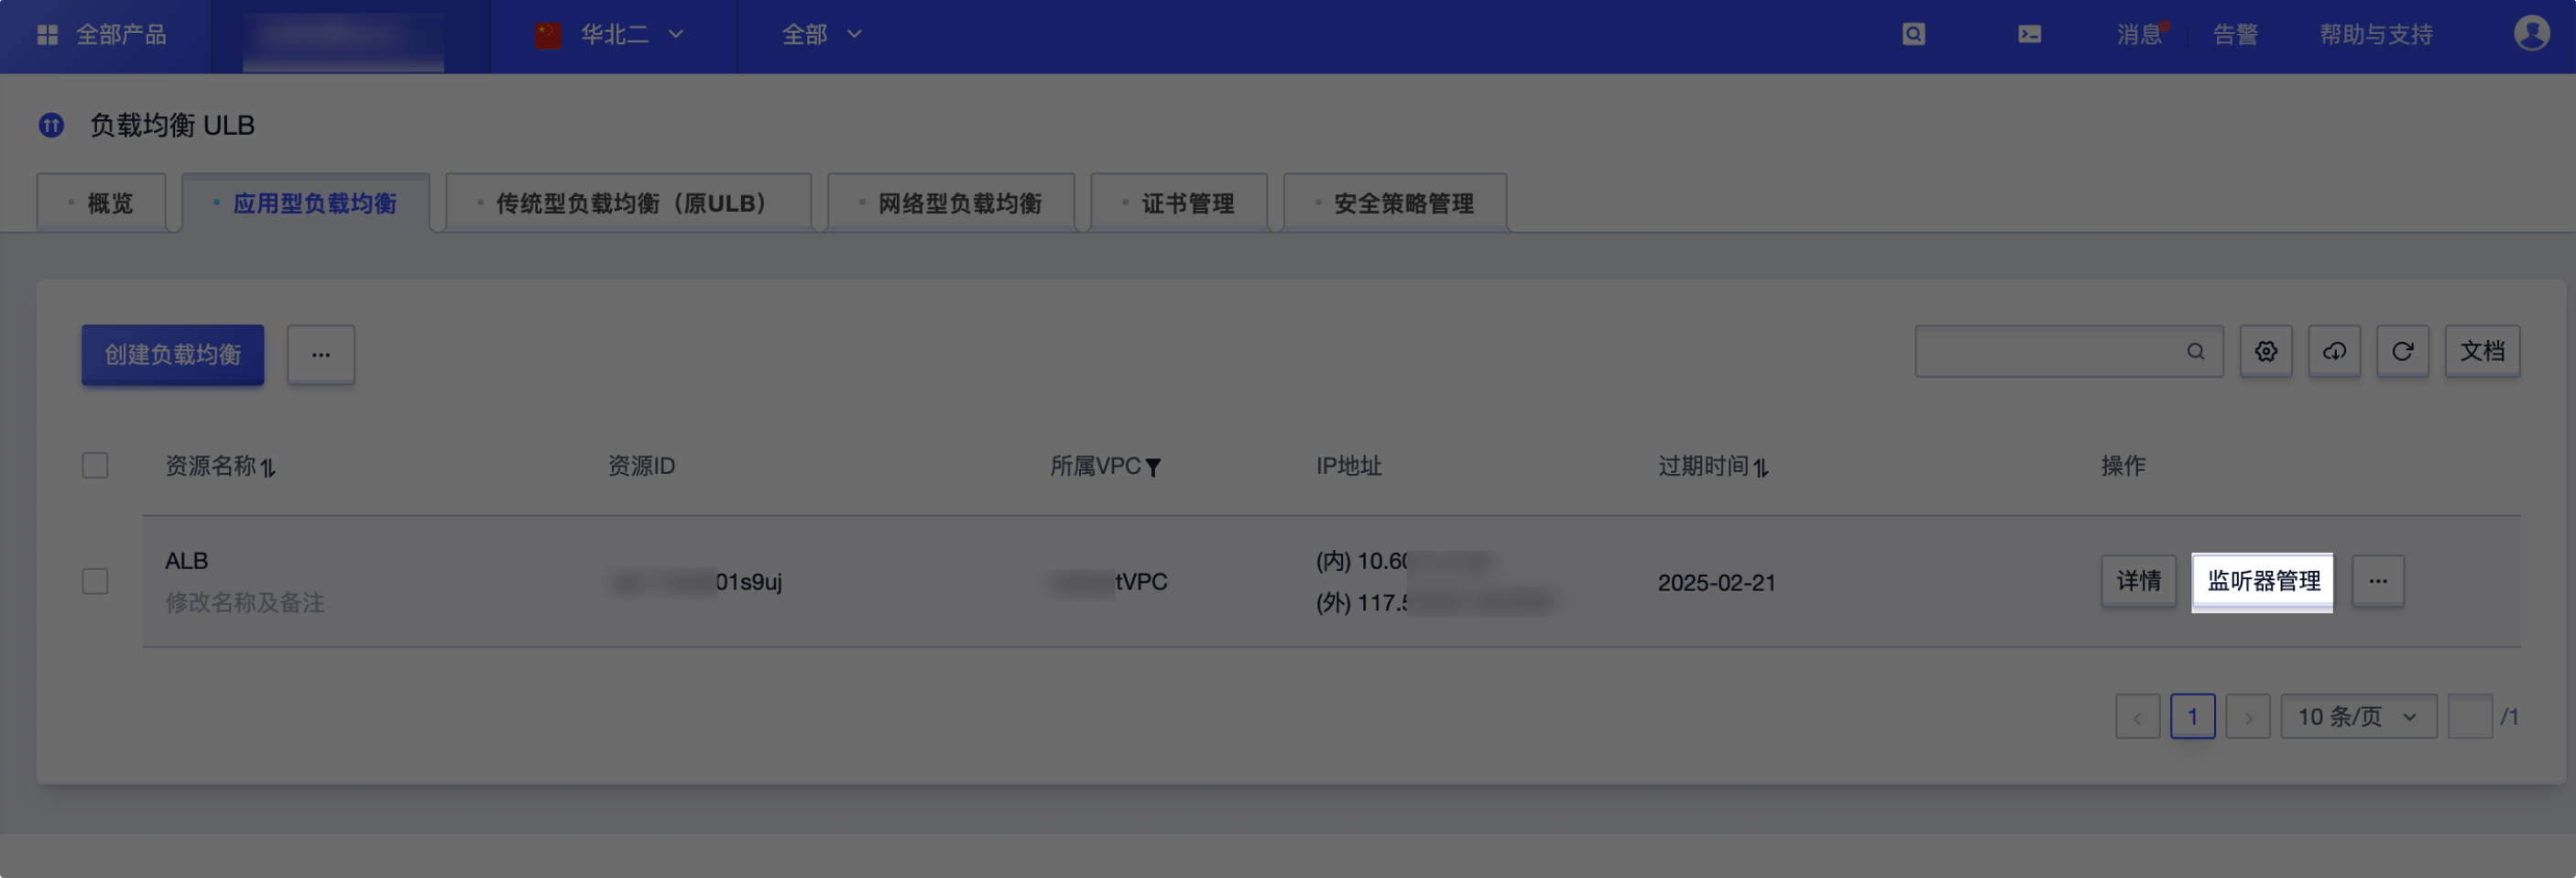 全部产品
华北二
全部
消息
告警
帮助与支持
负载均衡 ULB
概览
应用型负载均衡
传统型负载均衡（原ULB）
网络型负载均衡
证书管理
安全策略管理
创建负载均衡
...
文档
资源名称
资源ID
所属VPC
IP地址
过期时间
操作
ALB
修改名称及备注
01s9uj
tVPC
(内) 10.60
(外) 117.5
2025-02-21
详情
监听器管理
...
1
10 条/页
/1